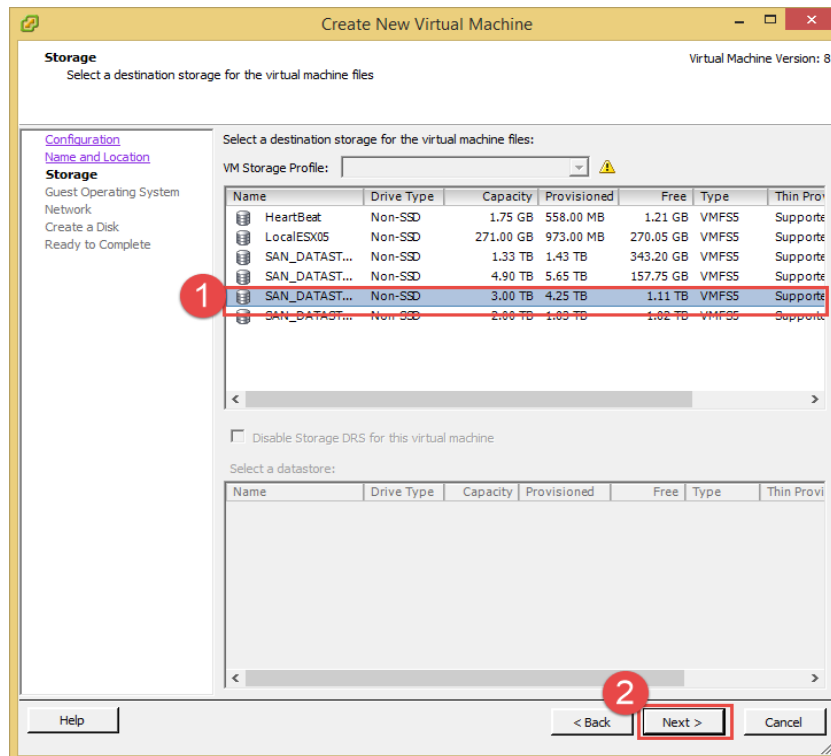 Create New Virtual Machine
Storage
Select a destination storage for the virtual machine files
Virtual Machine Version: 8
Configuration
Name and Location
Storage
Guest Operating System
Network
Create a Disk
Ready to Complete
Select a destination storage for the virtual machine files:
VM Storage Profile:
Name Drive Type Capacity Provisioned Free Type Thin Prov
HeartBeat Non-SSD 1.75 GB 558.00 MB 1.21 GB VMFS5 Supporte
LocalESX05 Non-SSD 271.00 GB 973.00 MB 270.05 GB VMFS5 Supporte
SAN_DATAST... Non-SSD 1.33 TB 1.43 TB 343.20 GB VMFS5 Supporte
SAN_DATAST... Non-SSD 4.90 TB 5.65 TB 157.75 GB VMFS5 Supporte
1 SAN_DATAST... Non-SSD 3.00 TB 4.25 TB 1.11 TB VMFS5 Supporte
SAN_DATAST... Non-SSD 2.00 TB 1.03 TB 1.02 TB VMFS5 Supporte
Disable Storage DRS for this virtual machine
Select a datastore:
Name Drive Type Capacity Provisioned Free Type Thin Provi
2
Help < Back Next > Cancel